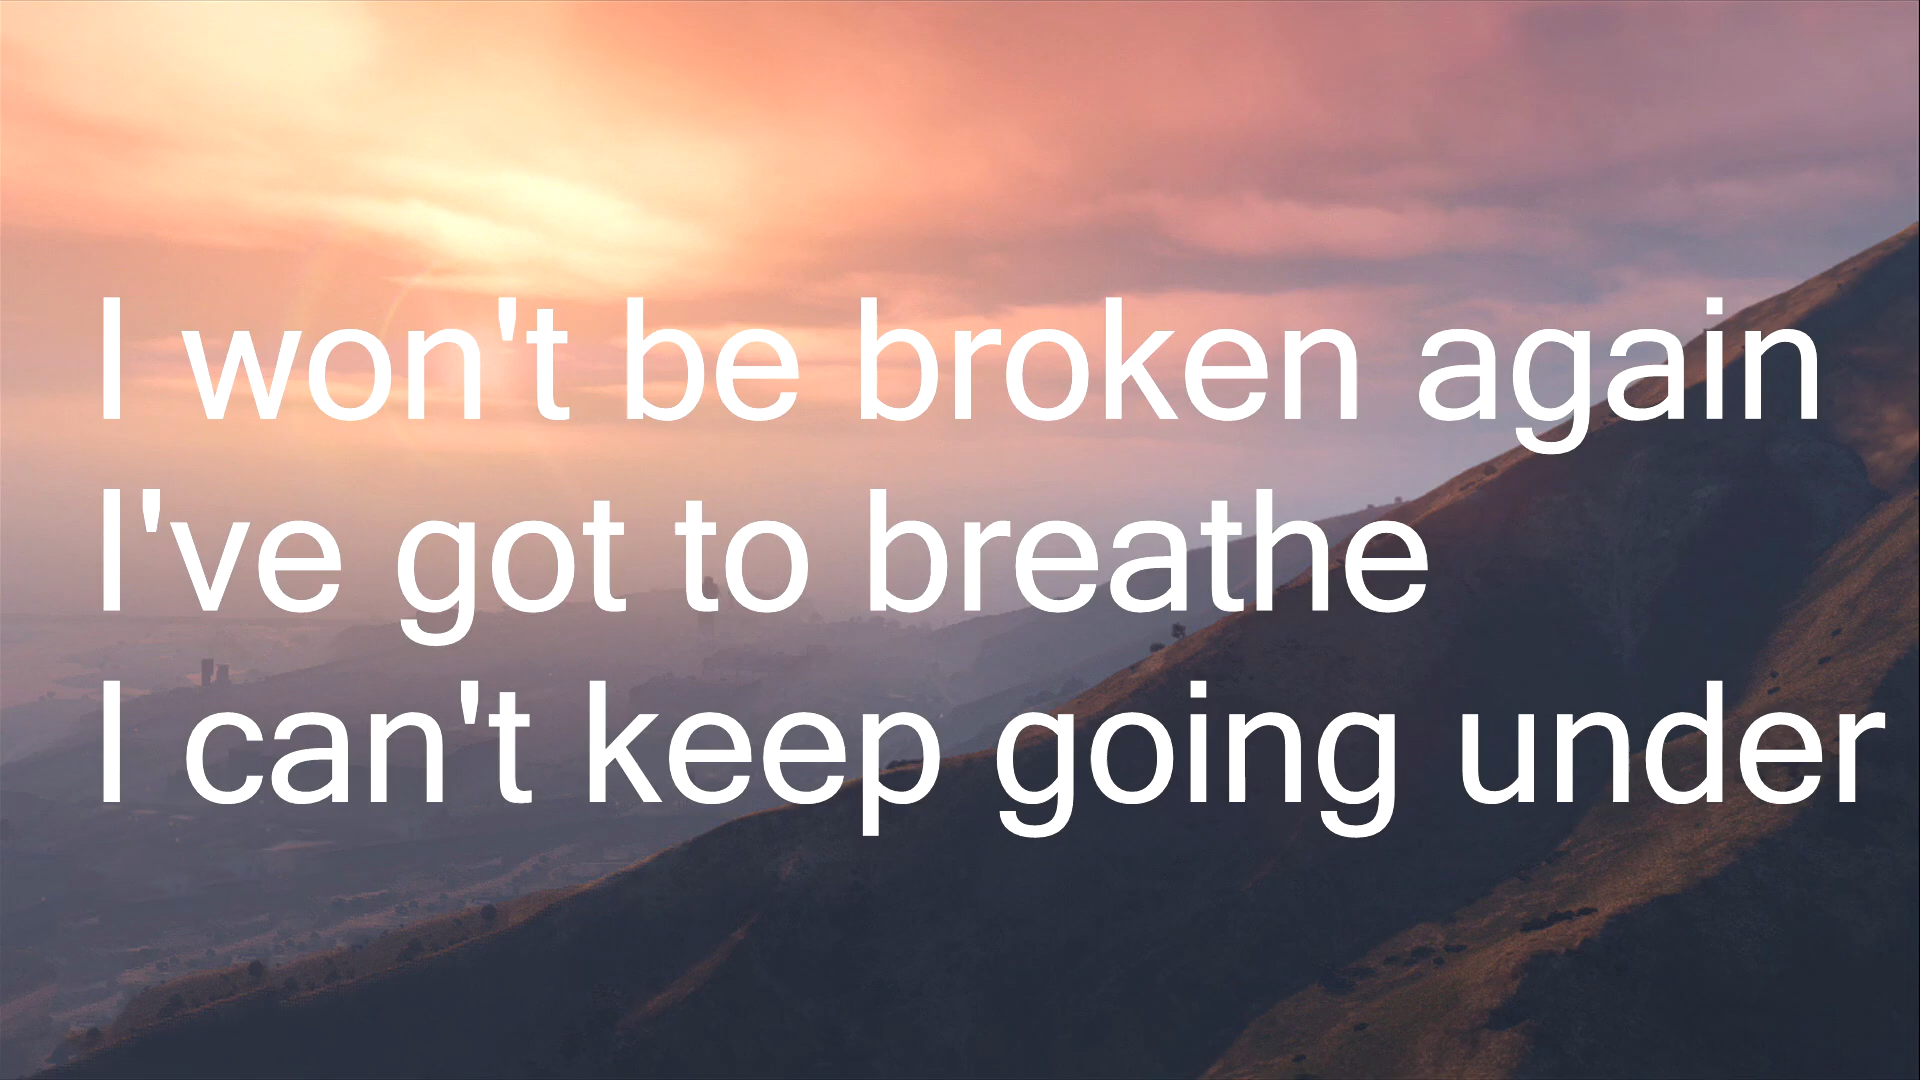 I won't be broken again
I've got to breathe
I can't keep going under